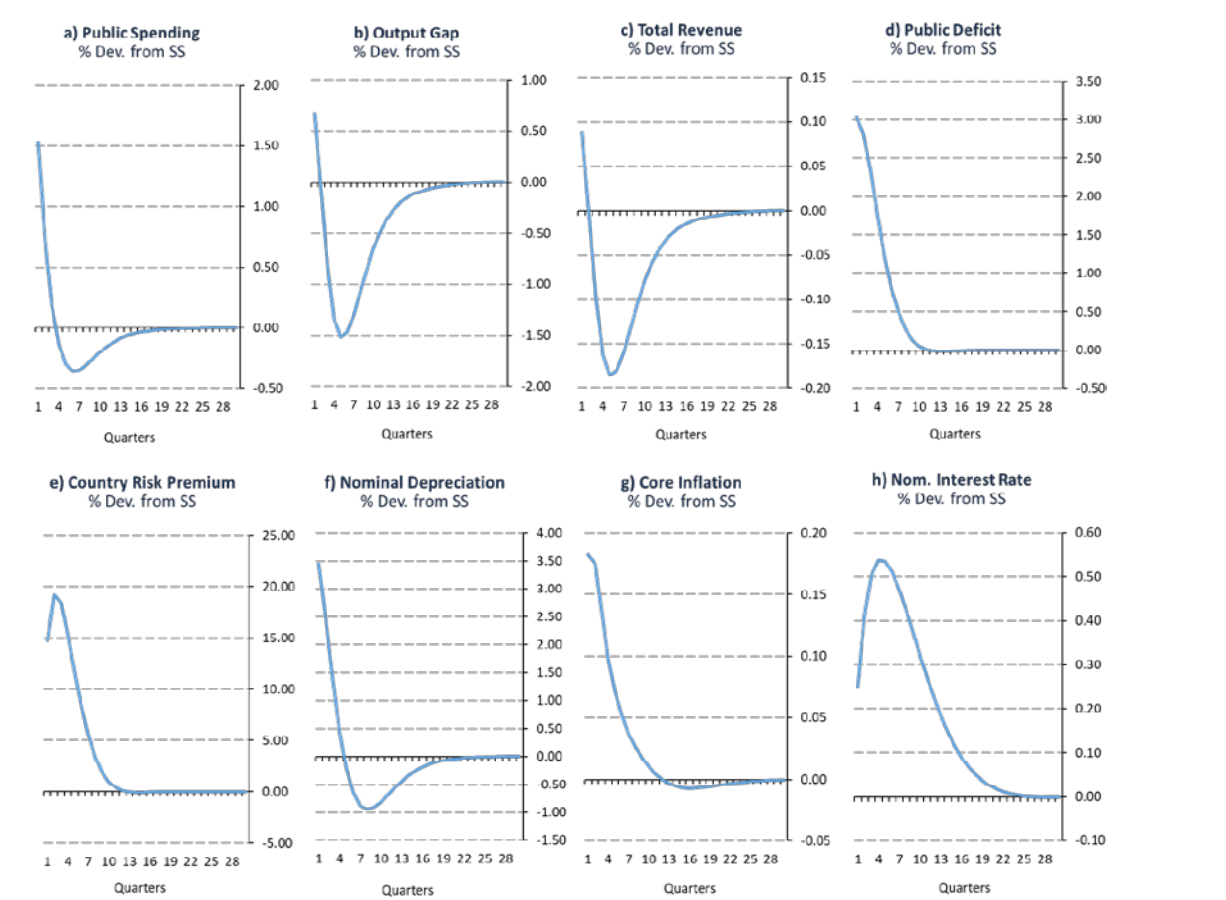 a) Public Spending
% Dev. from SS
2.00
1.50
1.00
0.50
0.00
-0.50
1 4 7 10 13 16 19 22 25 28
Quarters
b) Output Gap
% Dev. from SS
1.00
0.50
0.00
-0.50
-1.00
-1.50
-2.00
1 4 7 10 13 16 19 22 25 28
Quarters
c) Total Revenue
% Dev. from SS
0.15
0.10
0.05
0.00
-0.05
-0.10
-0.15
-0.20
1 4 7 10 13 16 19 22 25 28
Quarters
d) Public Deficit
% Dev. from SS
3.50
3.00
2.50
2.00
1.50
1.00
0.50
0.00
-0.50
1 4 7 10 13 16 19 22 25 28
Quarters
e) Country Risk Premium
% Dev. from SS
25.00
20.00
15.00
10.00
5.00
0.00
-5.00
1 4 7 10 13 16 19 22 25 28
Quarters
f) Nominal Depreciation
% Dev. from SS
4.00
3.50
3.00
2.50
2.00
1.50
1.00
0.50
0.00
-0.50
-1.00
-1.50
1 4 7 10 13 16 19 22 25 28
Quarters
g) Core Inflation
% Dev. from SS
0.20
0.15
0.10
0.05
0.00
-0.05
1 4 7 10 13 16 19 22 25 28
Quarters
h) Nom. Interest Rate
% Dev. from SS
0.60
0.50
0.40
0.30
0.20
0.10
0.00
-0.10
1 4 7 10 13 16 19 22 25 28
Quarters